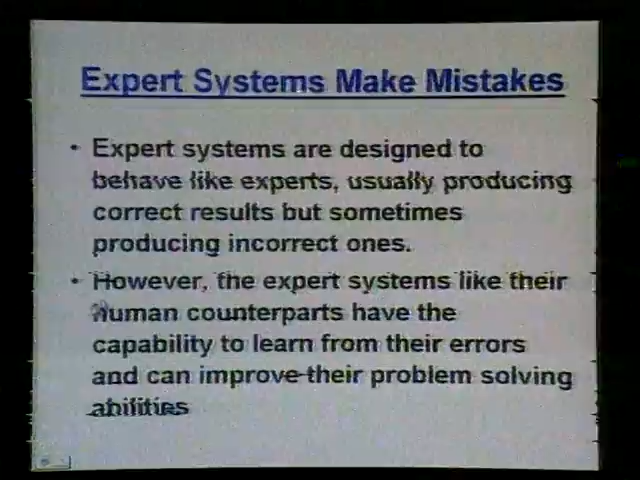 Expert Systems Make Mistakes
• Expert systems are designed to
behave like experts, usually producing
correct results but sometimes
producing incorrect ones.
• However, the expert systems like their
human counterparts have the
capability to learn from their errors
and can improve their problem solving
abilities